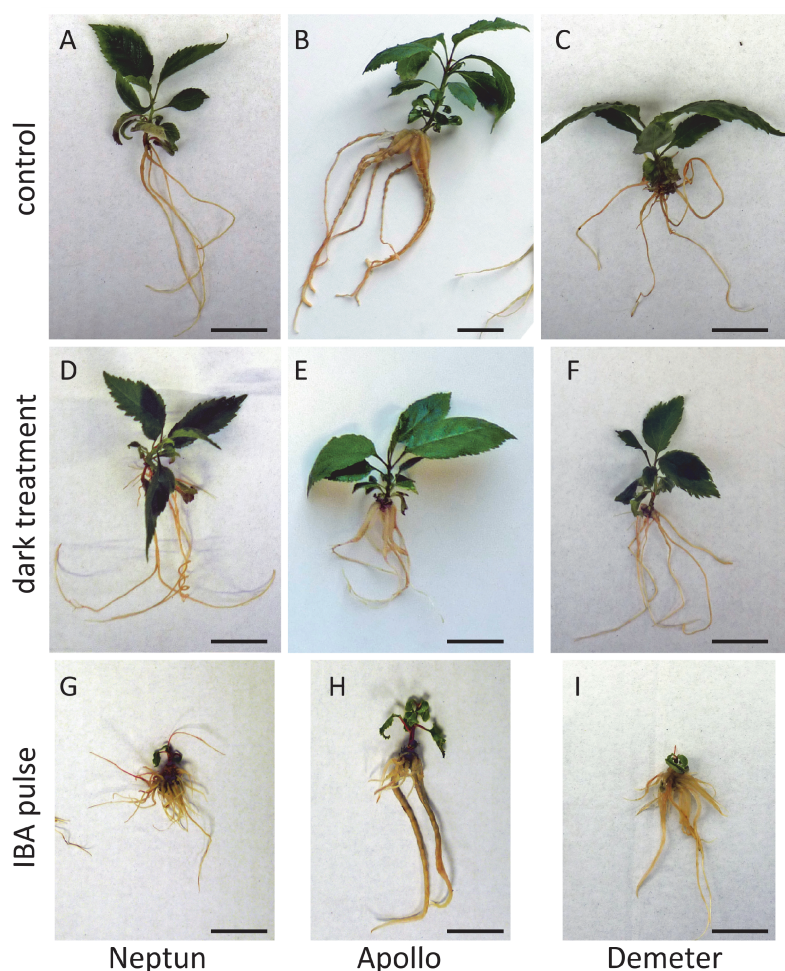 A
B
C
control
D
E
F
dark treatment
G
H
I
IBA pulse
Neptun
Apollo
Demeter